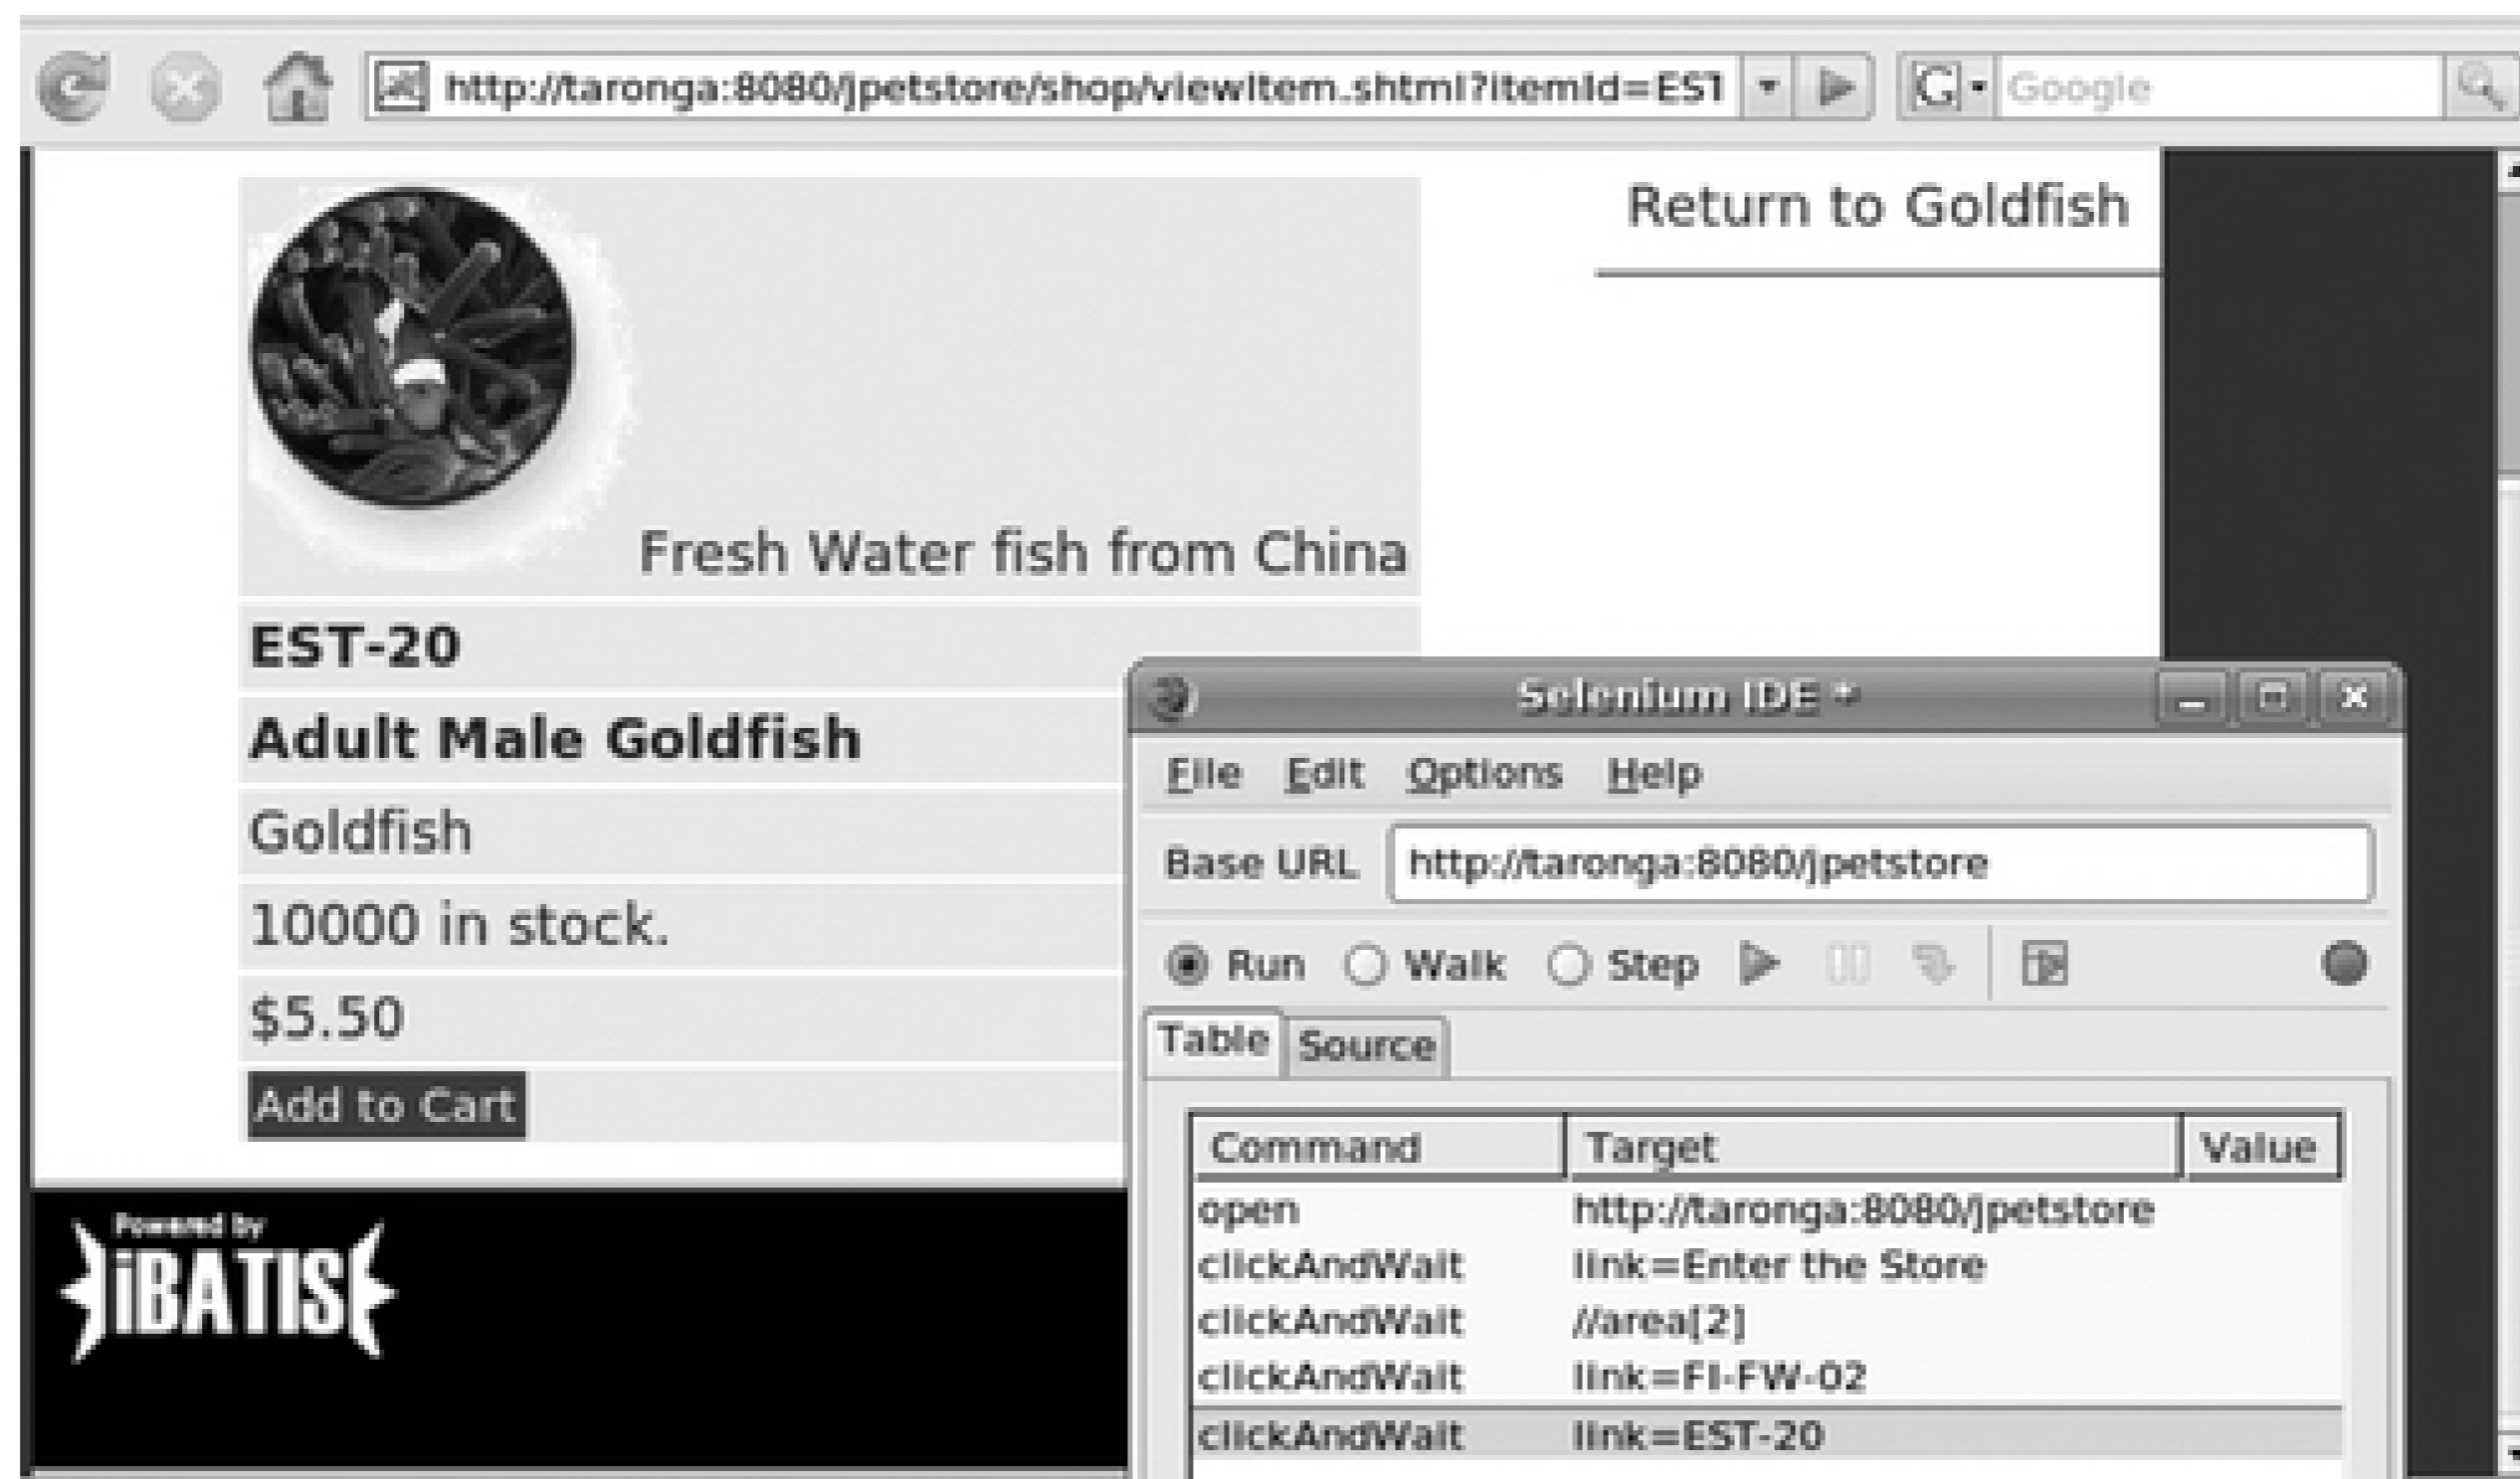 http://taronga:8080/jpetstore/shop/viewItem.shtml?itemId=EST
Google
Return to Goldfish
Fresh Water fish from China
EST-20
Adult Male Goldfish
Goldfish
10000 in stock.
$5.50
Add to Cart
Powered by
iBATIS
Selenium IDE *
File Edit Options Help
Base URL http://taronga:8080/jpetstore
Run Walk Step
Table Source
Command Target Value
open http://taronga:8080/jpetstore
clickAndWait link=Enter the Store
clickAndWait //area[2]
clickAndWait link=FI-FW-02
clickAndWait link=EST-20